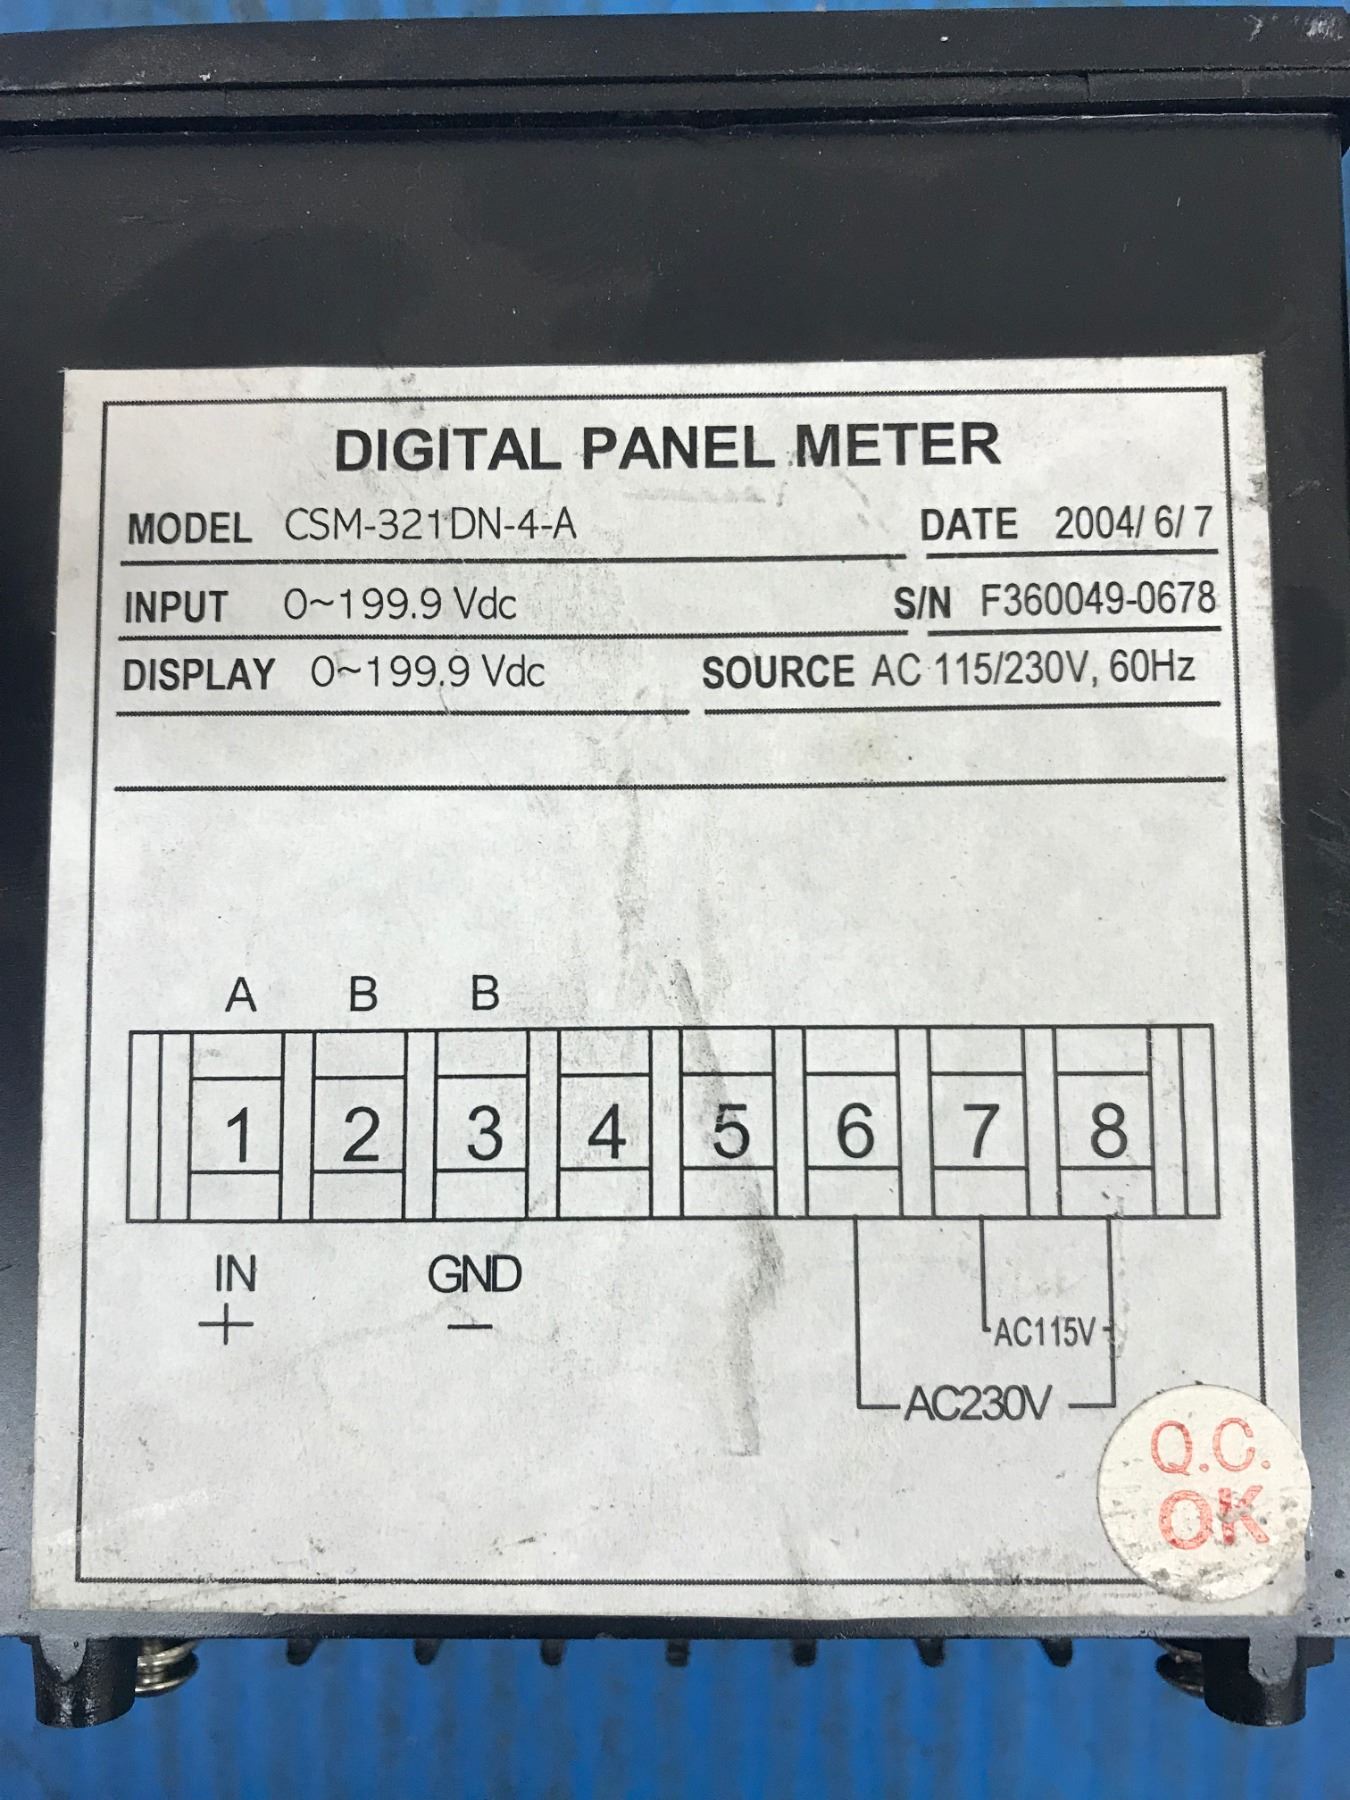 DIGITAL PANEL METER
MODEL CSM-321DN-4-A DATE 2004/ 6/ 7
INPUT 0~199.9 Vdc S/N F360049-0678
DISPLAY 0~199.9 Vdc SOURCE AC 115/230V, 60Hz
A B B
1 2 3 4 5 6 7 8
IN GND
+ −
AC115V
AC230V
Q.C.
OK